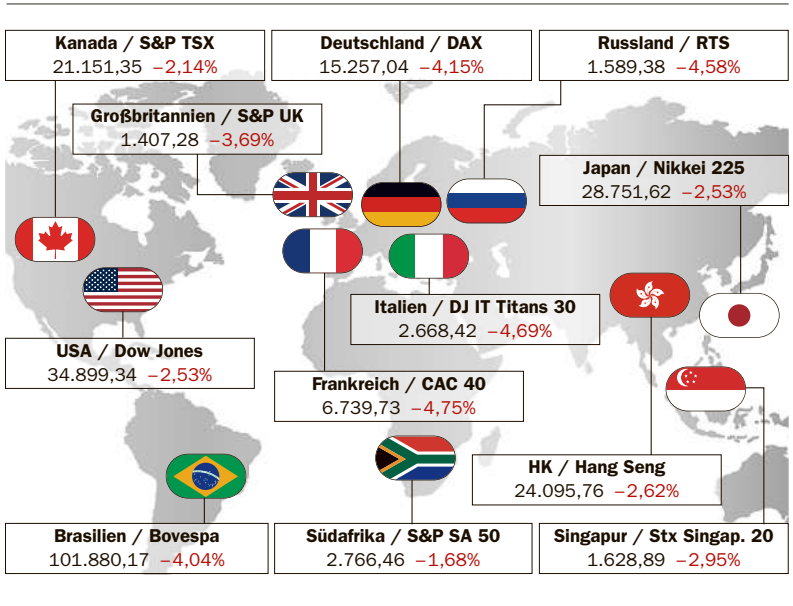 Kanada / S&P TSX
21.151,35 –2,14%
Deutschland / DAX
15.257,04 –4,15%
Russland / RTS
1.589,38 –4,58%
Großbritannien / S&P UK
1.407,28 –3,69%
Japan / Nikkei 225
28.751,62 –2,53%
Italien / DJ IT Titans 30
2.668,42 –4,69%
USA / Dow Jones
34.899,34 –2,53%
Frankreich / CAC 40
6.739,73 –4,75%
HK / Hang Seng
24.095,76 –2,62%
Brasilien / Bovespa
101.880,17 –4,04%
Südafrika / S&P SA 50
2.766,46 –1,68%
Singapur / Stx Singap. 20
1.628,89 –2,95%